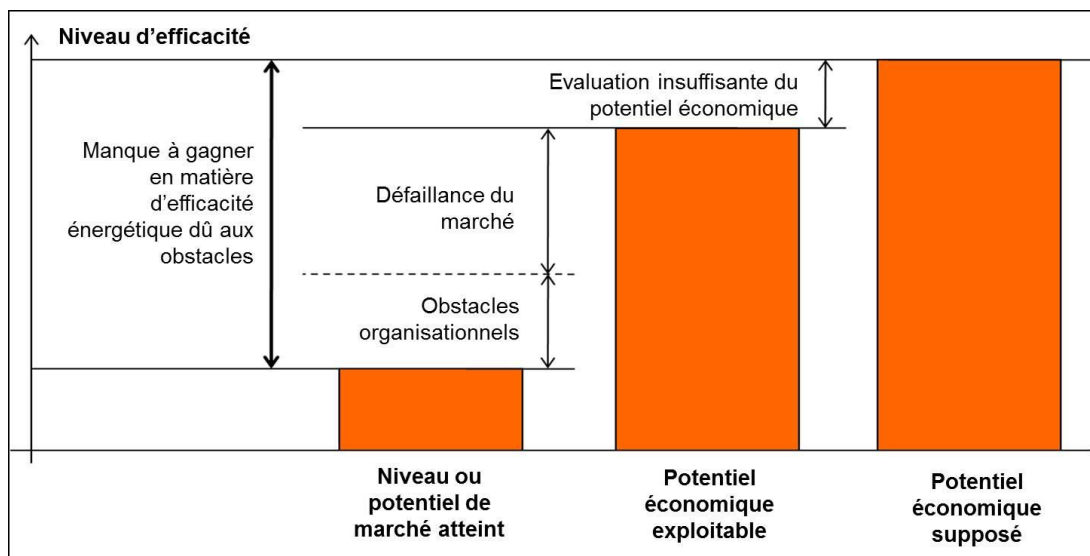 Niveau d’efficacité
Evaluation insuffisante du
potentiel économique
Manque à gagner
en matière
d’efficacité
énergétique dû aux
obstacles
Défaillance du
marché
Obstacles
organisationnels
Niveau ou
potentiel de
marché atteint
Potentiel
économique
exploitable
Potentiel
économique
supposé